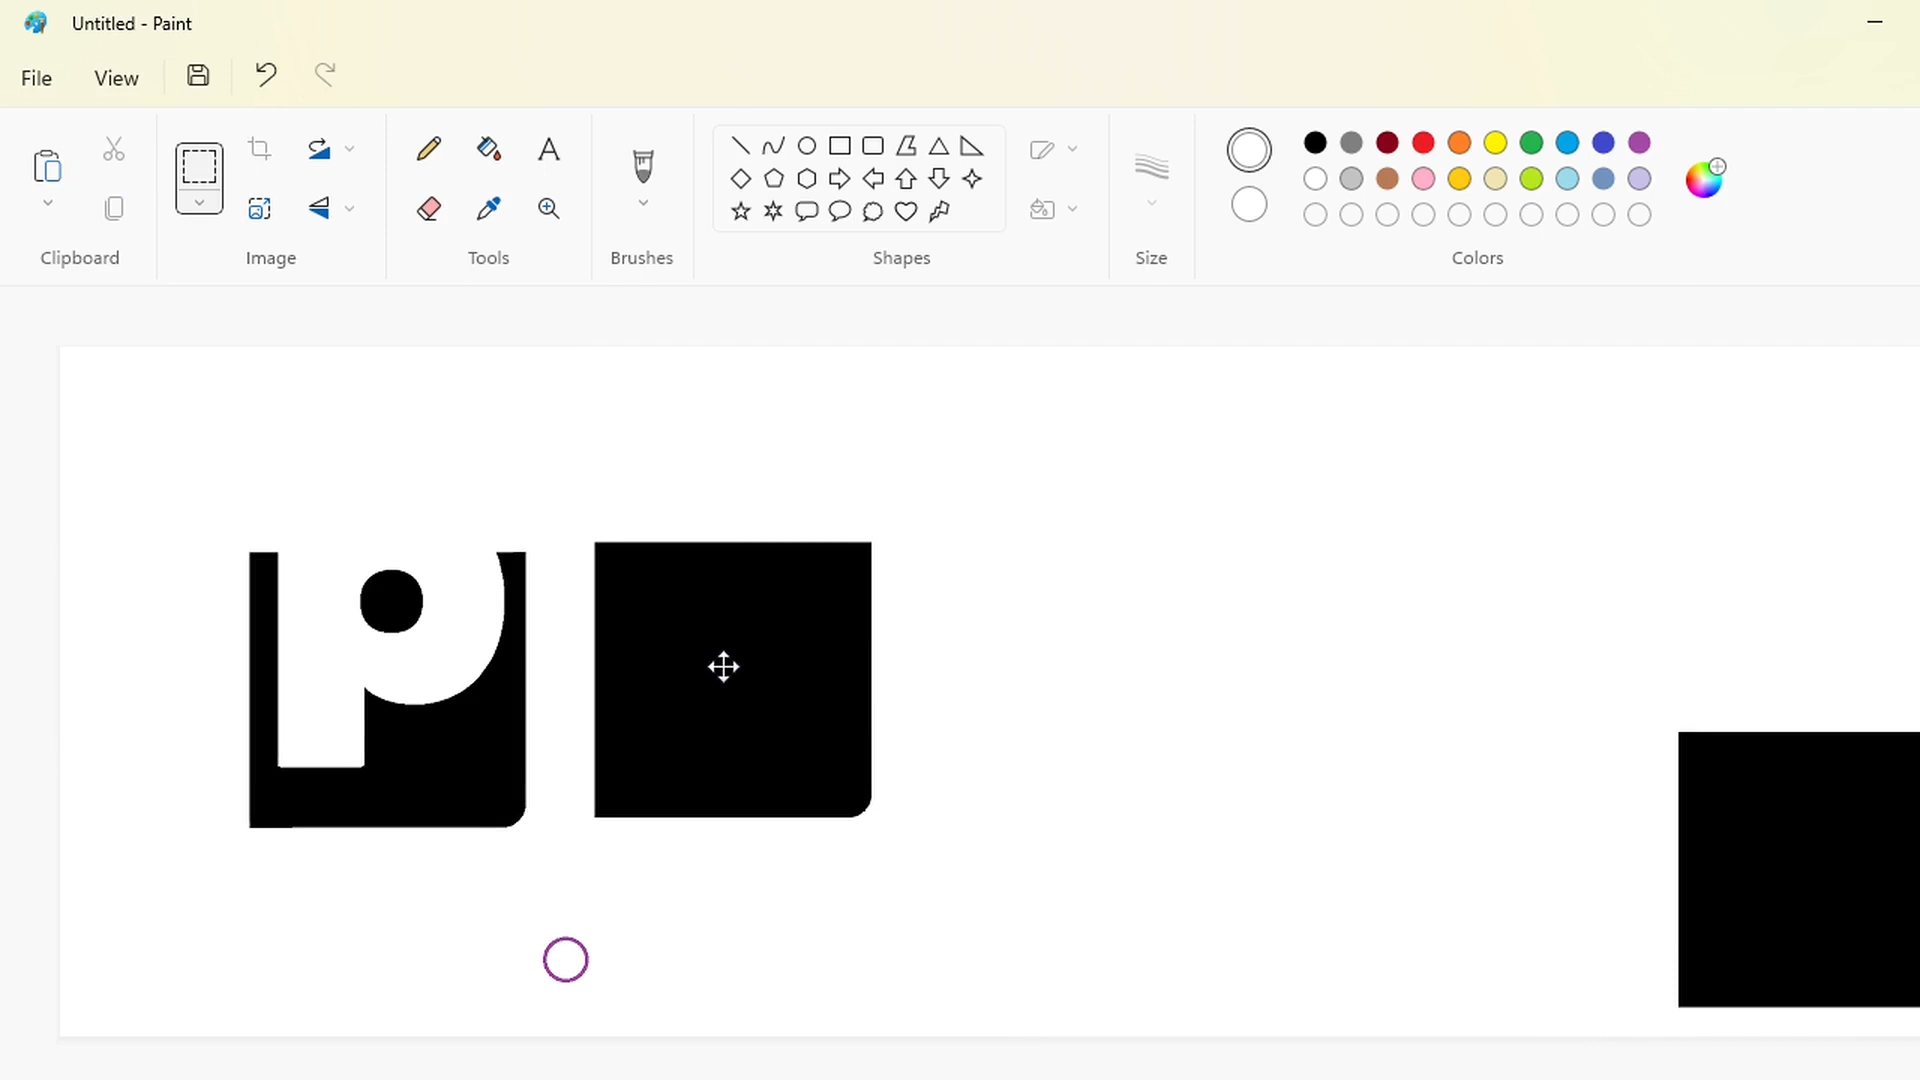 Untitled - Paint
File View
Clipboard Image Tools Brushes Shapes Size Colors
p